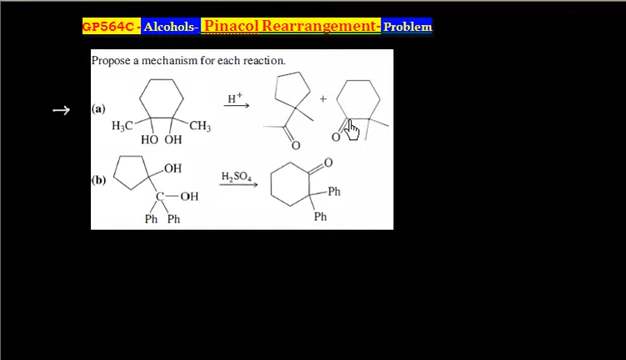 GP564C - Alcohols- Pinacol Rearrangement- Problem
Propose a mechanism for each reaction.
→ (a) H₃C CH₃ HO OH H⁺ + O O
(b) OH C—OH Ph Ph H₂SO₄ O Ph Ph